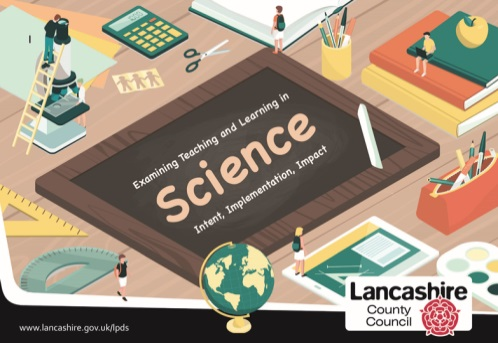 Examining Teaching and Learning in
Science
Intent, Implementation, Impact
Lancashire
County
Council
www.lancashire.gov.uk/lpds